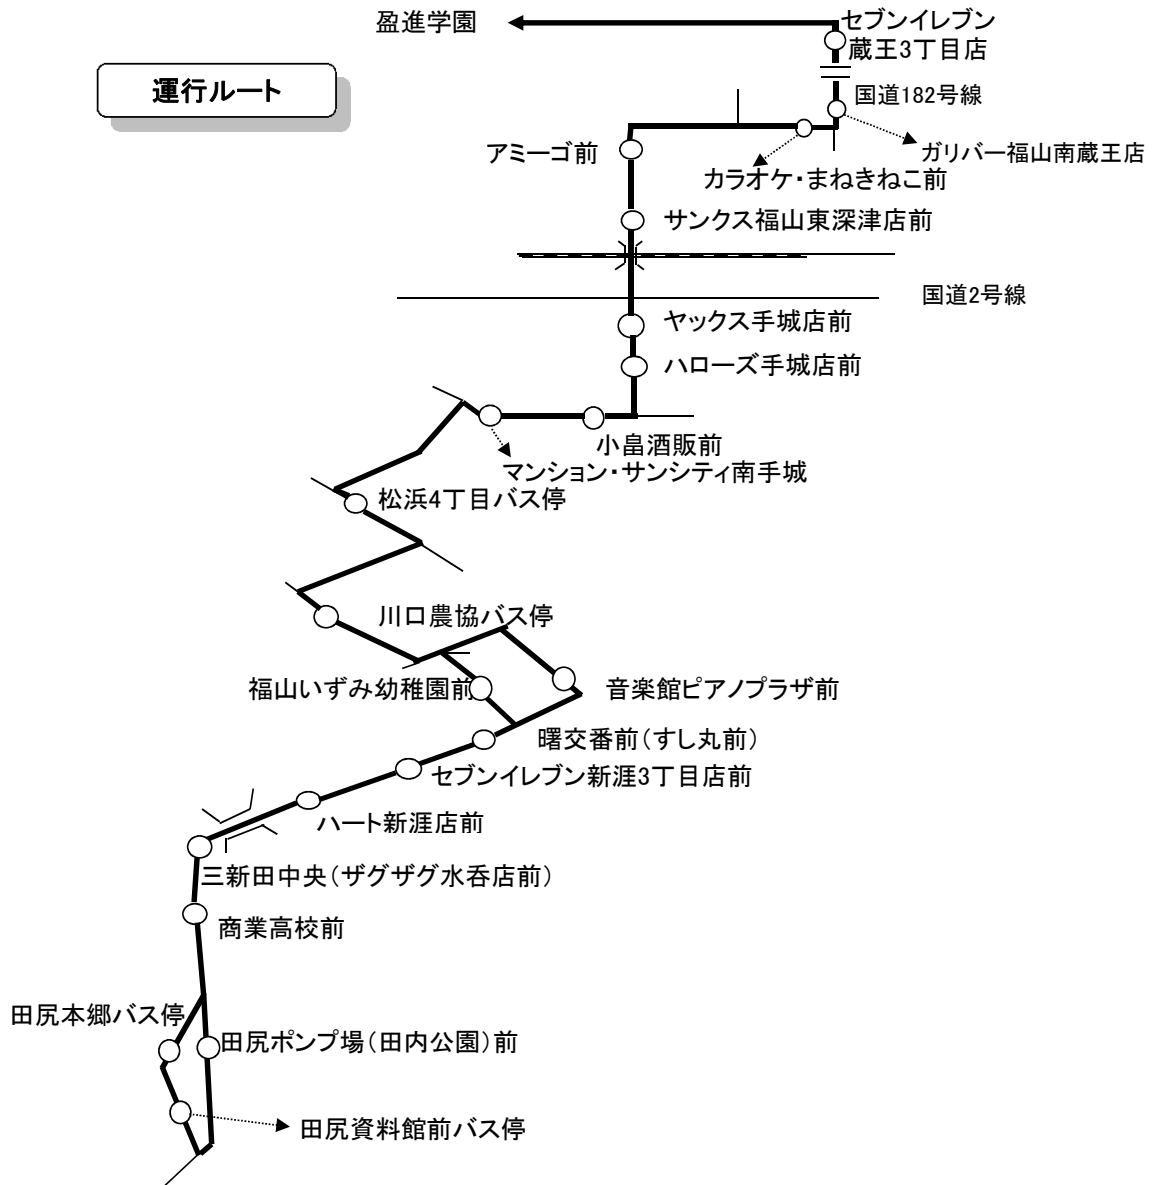 盈進学園
セブンイレブン
蔵王3丁目店
運行ルート
国道182号線
アミーゴ前
ガリバー福山南蔵王店
カラオケ・まねきねこ前
サンクス福山東深津店前
国道2号線
ヤックス手城店前
ハローズ手城店前
小畠酒販前
マンション・サンシティ南手城
松浜4丁目バス停
川口農協バス停
福山いずみ幼稚園前
音楽館ピアノプラザ前
曙交番前（すし丸前）
セブンイレブン新涯3丁目店前
ハート新涯店前
三新田中央（ザグザグ水呑店前）
商業高校前
田尻本郷バス停
田尻ポンプ場（田内公園）前
田尻資料館前バス停